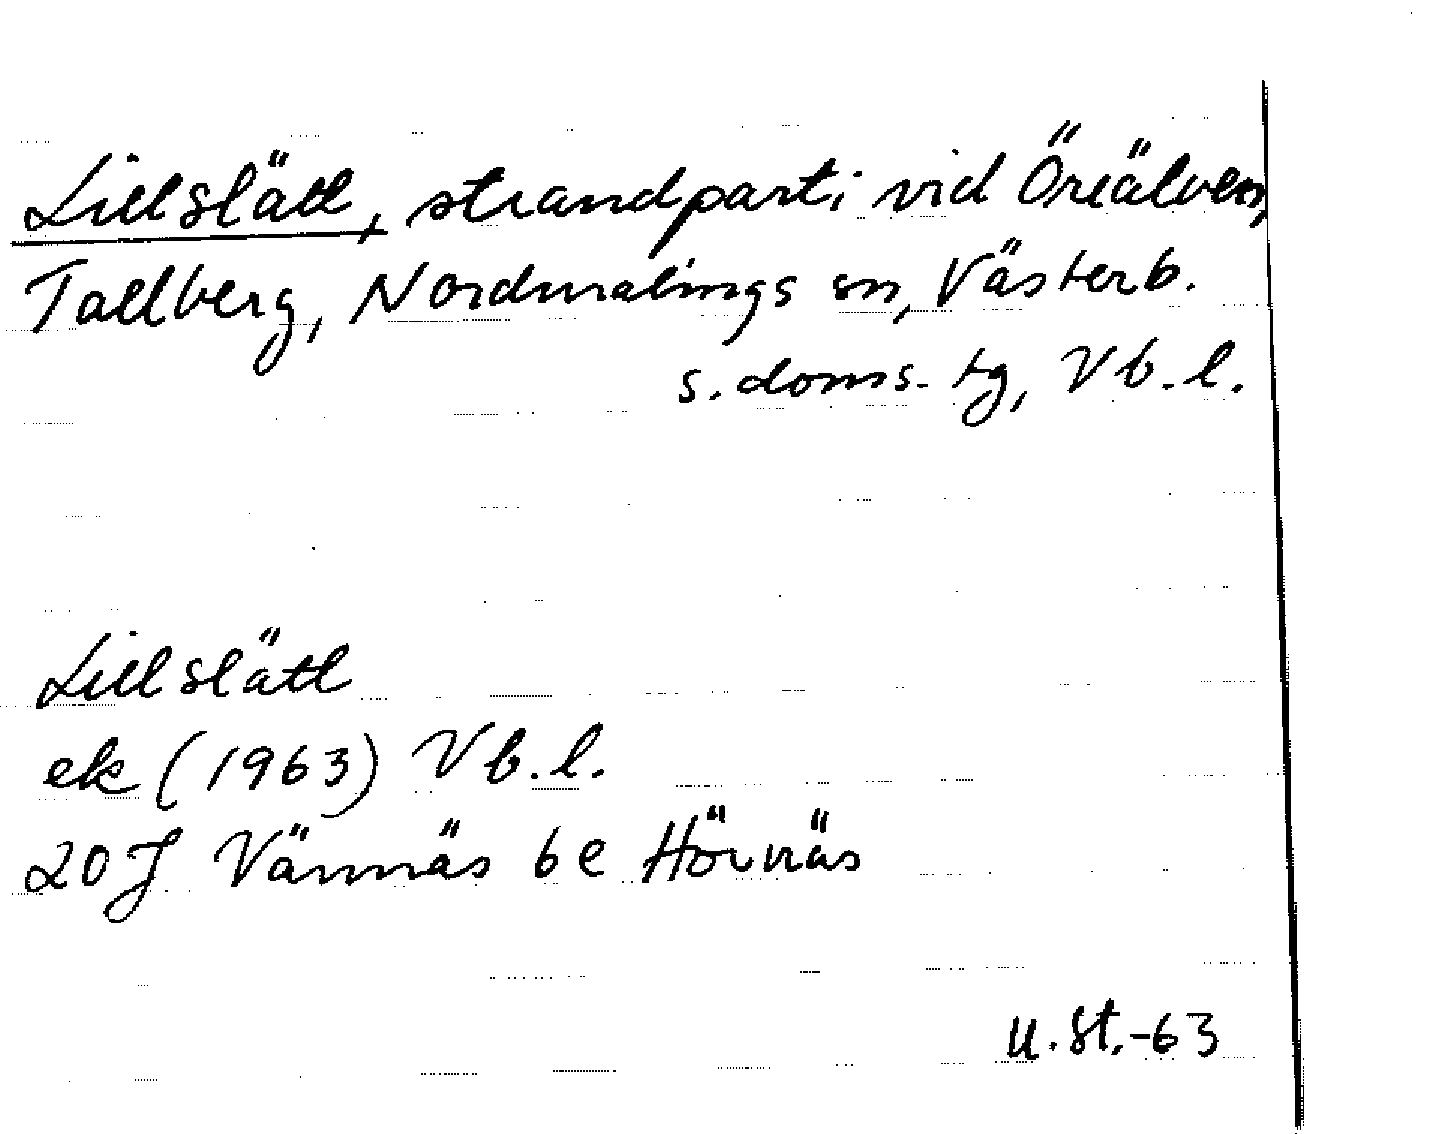 Lillslått, strandparti vid Öreälven,
Tallberg, Nordmalings sn, Västerb.
s. doms. tg, Vb. l.
Lillslätt
ek (1963) Vb. l.
20 J Vännäs 6 e Hörnäs
U. St. -63